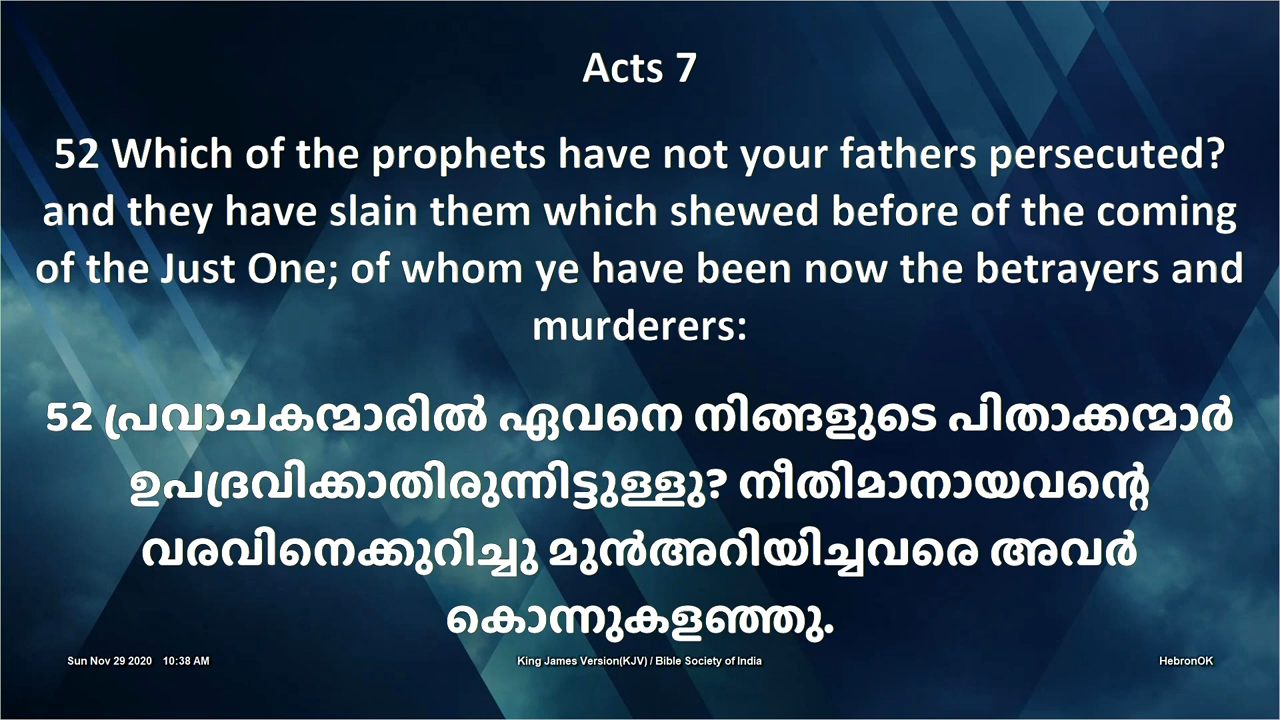 Acts 7
52 Which of the prophets have not your fathers persecuted?
and they have slain them which shewed before of the coming
of the Just One; of whom ye have been now the betrayers and
murderers:
52 പ്രവാചകന്മാരിൽ ഏവനെ നിങ്ങളുടെ പിതാക്കന്മാർ
ഉപദ്രവിക്കാതിരുന്നിട്ടുള്ളു? നീതിമാനായവന്റെ
വരവിനെക്കുറിച്ചു മുൻഅറിയിച്ചവരെ അവർ
കൊന്നുകളഞ്ഞു.
Sun Nov 29 2020 10:38 AM
King James Version(KJV) / Bible Society of India
HebronOK